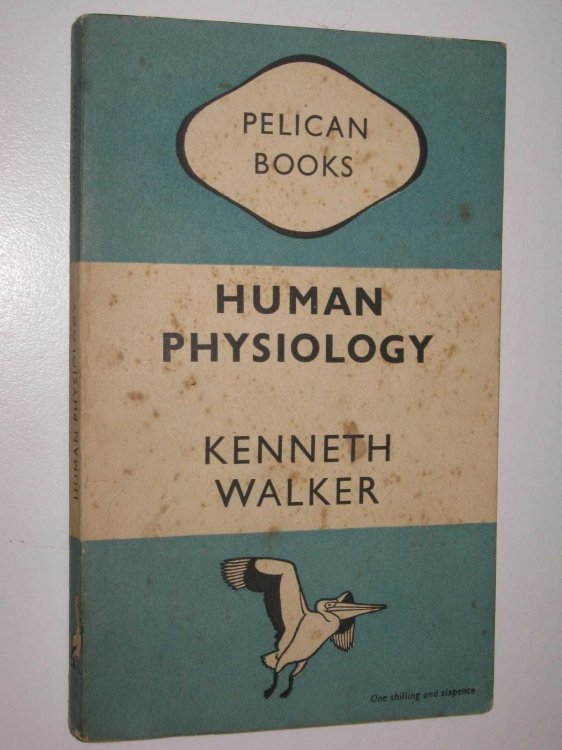 PELICAN
BOOKS
HUMAN
PHYSIOLOGY
KENNETH
WALKER
One shilling and sixpence
HUMAN PHYSIOLOGY